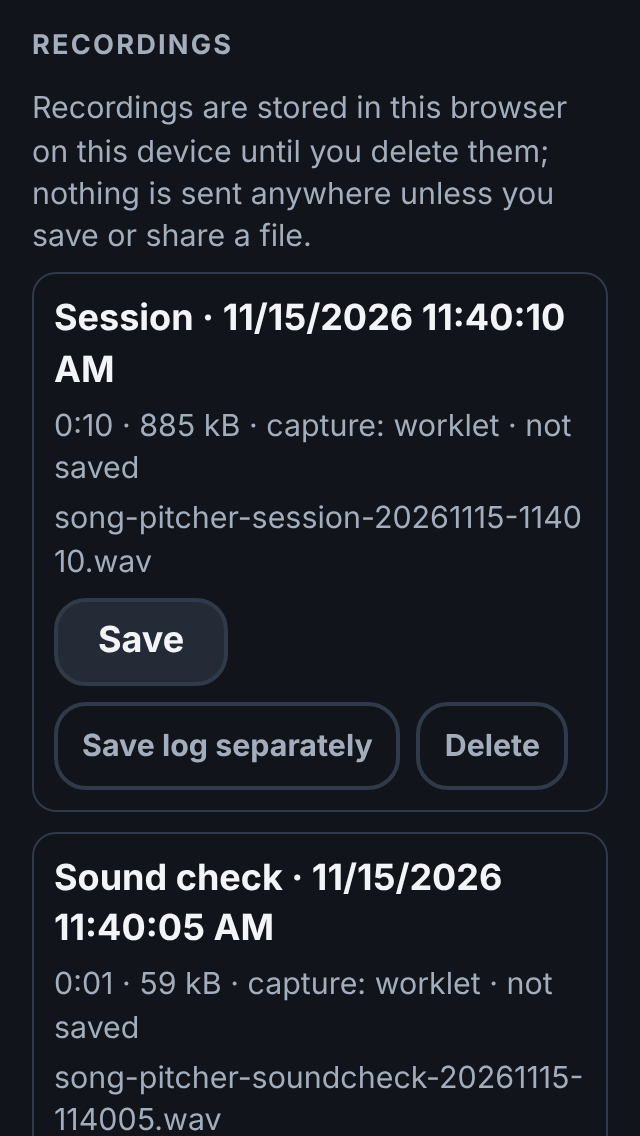 RECORDINGS
Recordings are stored in this browser
on this device until you delete them;
nothing is sent anywhere unless you
save or share a file.
Session · 11/15/2026 11:40:10
AM
0:10 · 885 kB · capture: worklet · not
saved
song-pitcher-session-20261115-1140
10.wav
Save
Save log separately Delete
Sound check · 11/15/2026
11:40:05 AM
0:01 · 59 kB · capture: worklet · not
saved
song-pitcher-soundcheck-20261115-
114005.wav